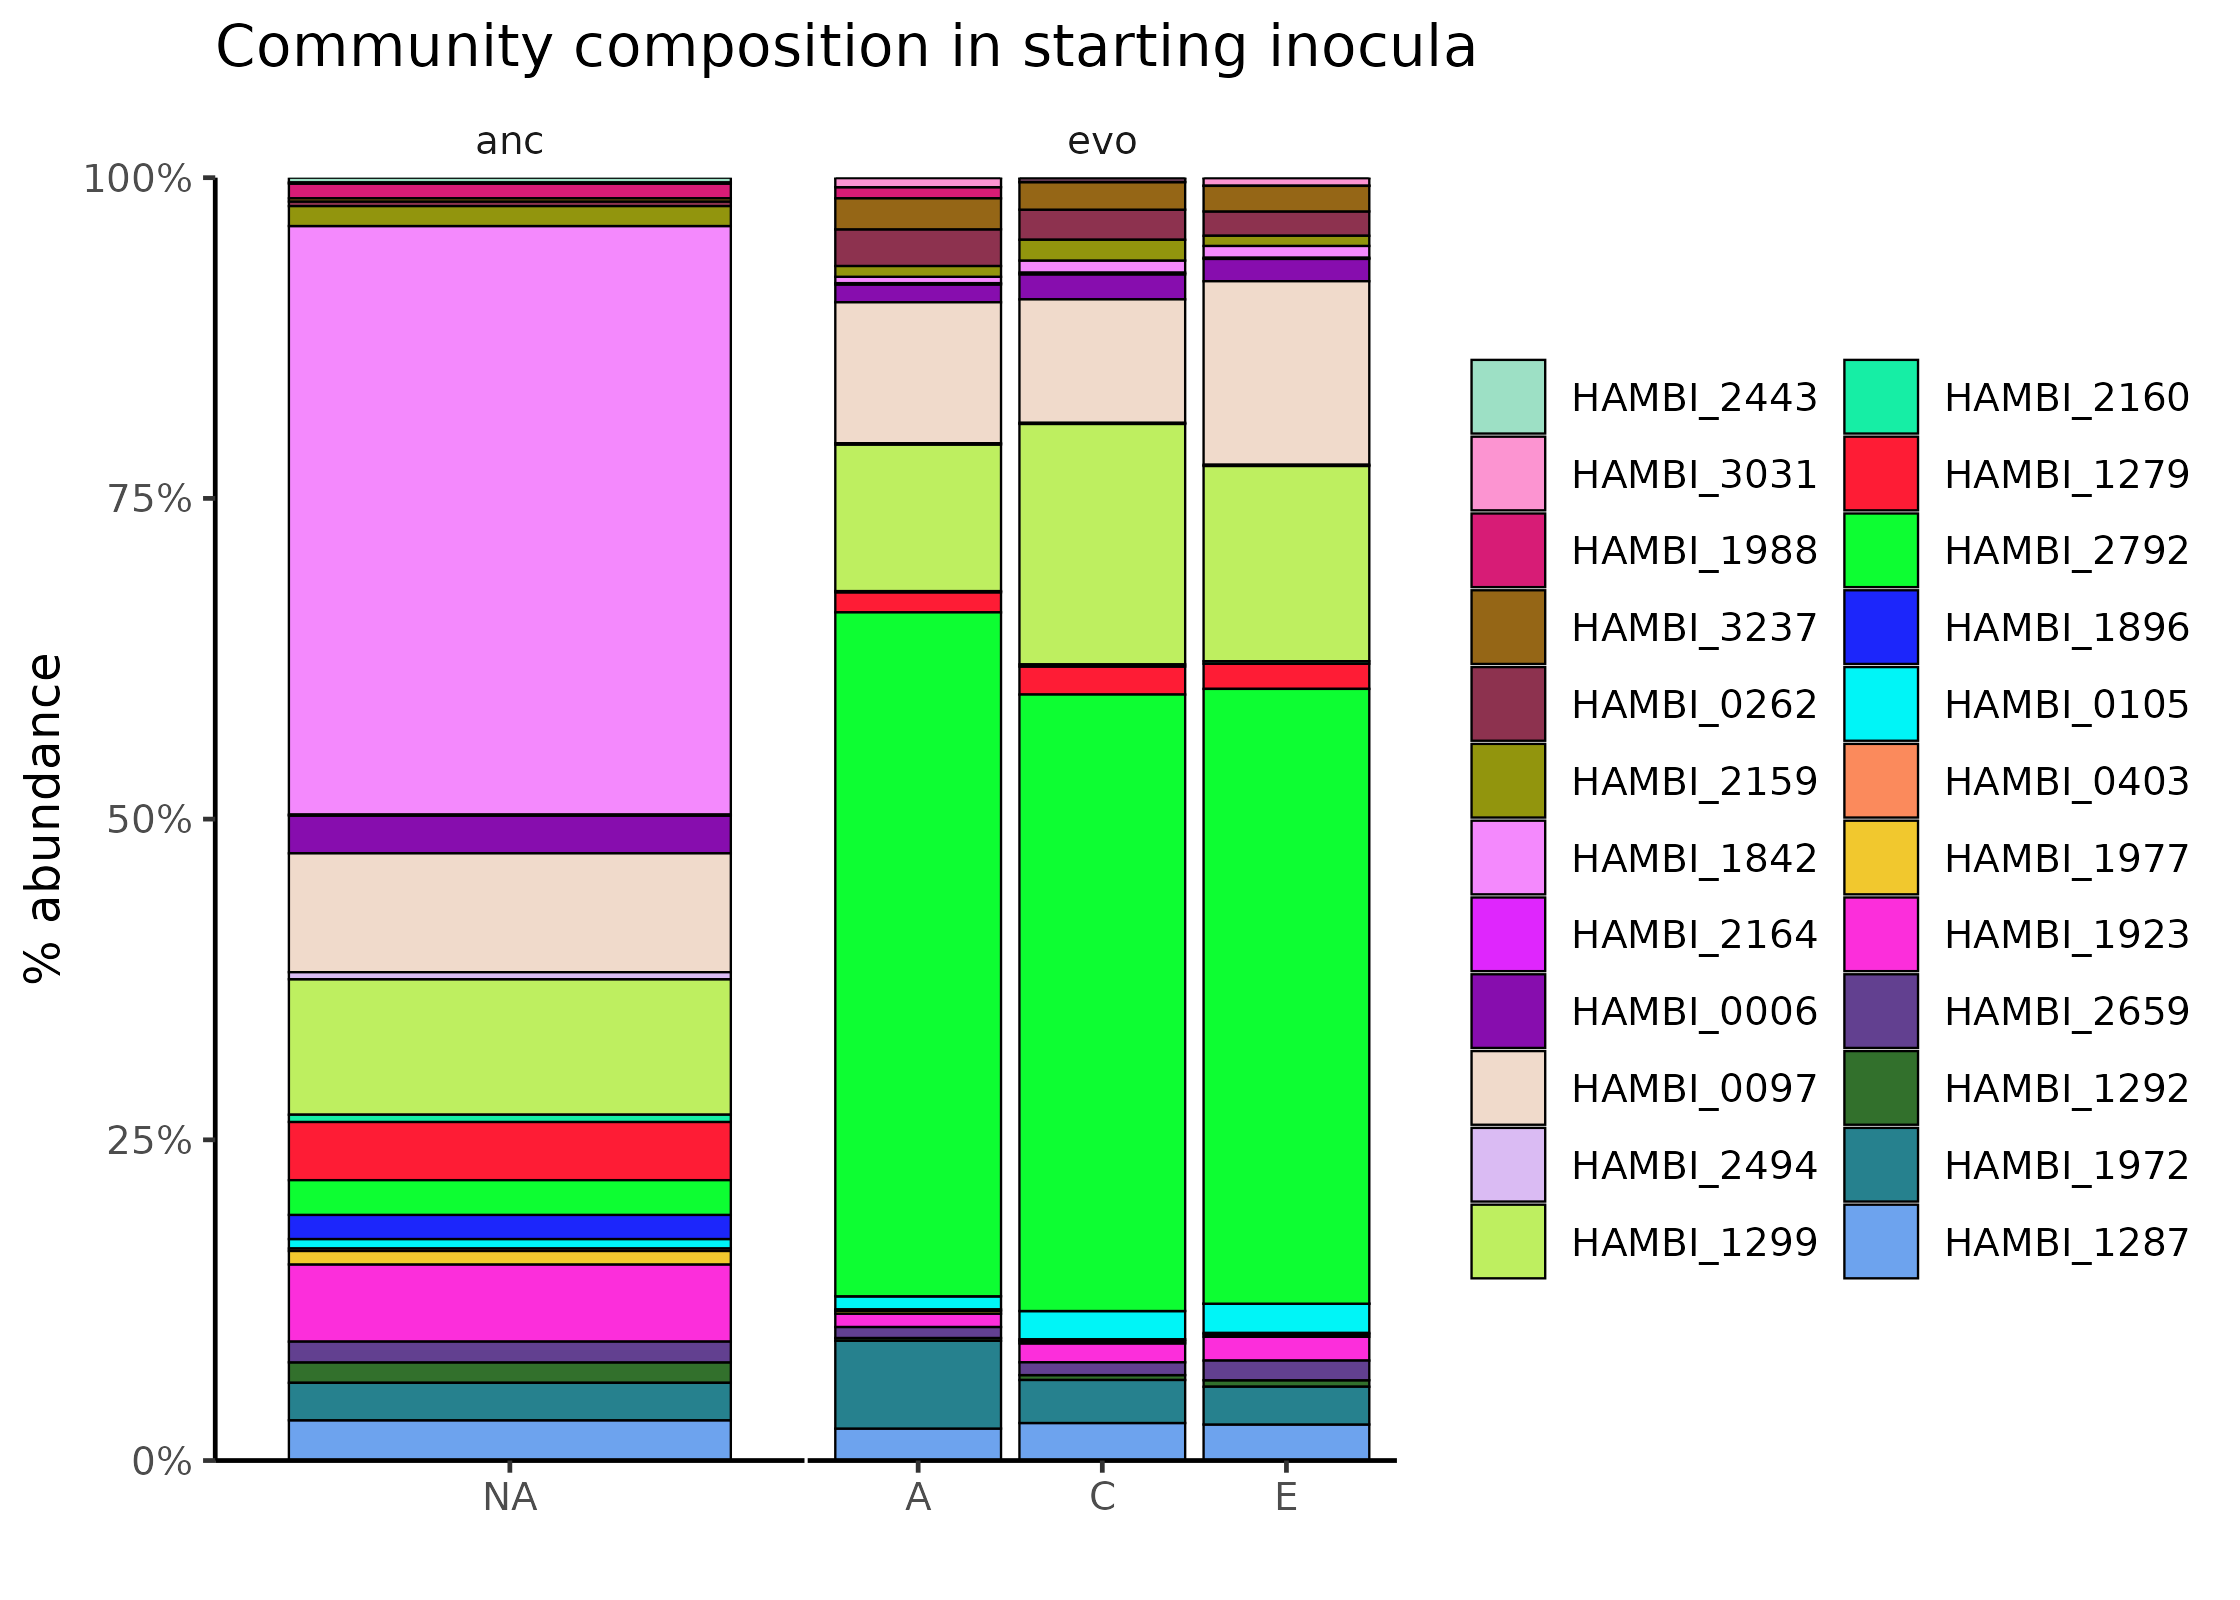 Community composition in starting inocula
anc
evo
% abundance
100%
75%
50%
25%
0%
NA
A
C
E
HAMBI_2443
HAMBI_3031
HAMBI_1988
HAMBI_3237
HAMBI_0262
HAMBI_2159
HAMBI_1842
HAMBI_2164
HAMBI_0006
HAMBI_0097
HAMBI_2494
HAMBI_1299
HAMBI_2160
HAMBI_1279
HAMBI_2792
HAMBI_1896
HAMBI_0105
HAMBI_0403
HAMBI_1977
HAMBI_1923
HAMBI_2659
HAMBI_1292
HAMBI_1972
HAMBI_1287